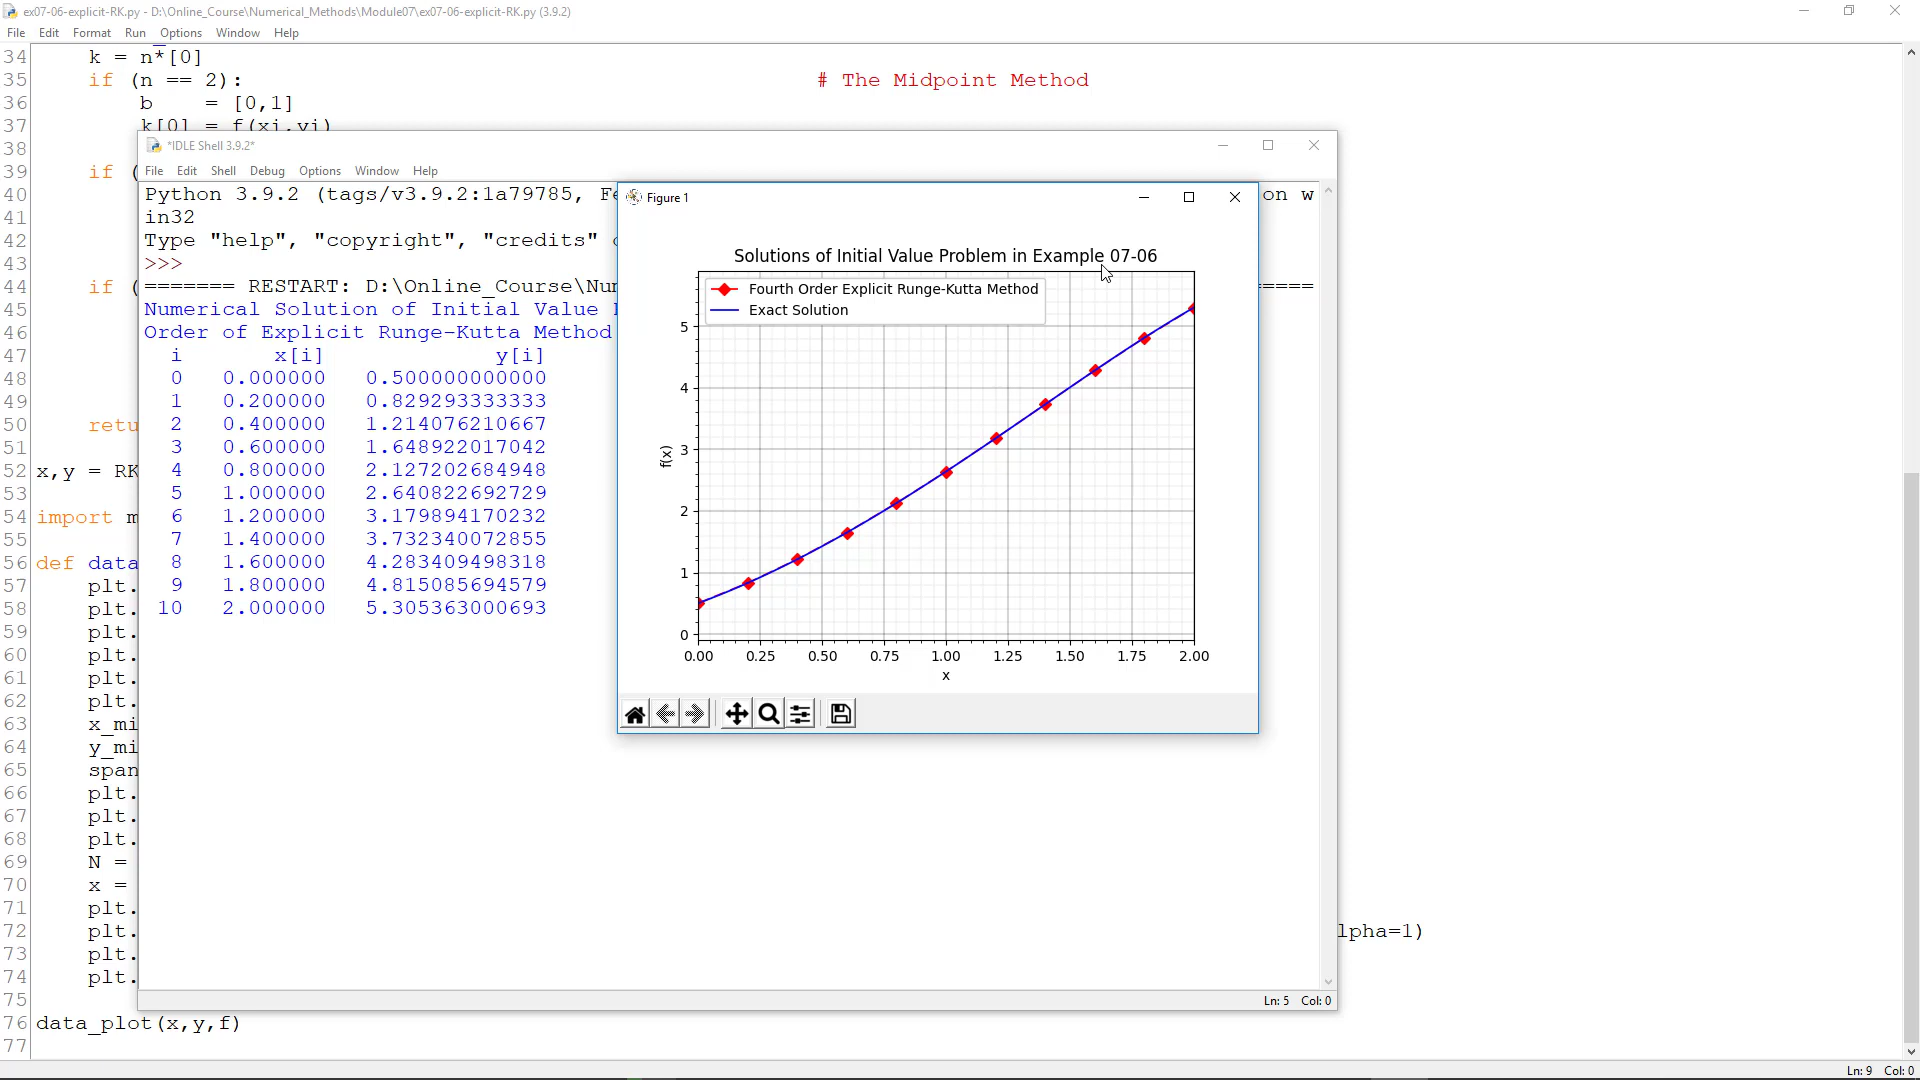 ex07-06-explicit-RK.py - D:\Online_Course\Numerical_Methods\Module07\ex07-06-explicit-RK.py (3.9.2)
File Edit Format Run Options Window Help
34 k = n*[0]
35 if (n == 2): # The Midpoint Method
36 b = [0,1]
37 k[0] = f(xi,yi)
38
39 if (
40
41
42
43
44 if (
45
46
47
48
49
50 retu
51
52 x,y = RK
53
54 import m
55
56 def data
57 plt.
58 plt.
59 plt.
60 plt.
61 plt.
62 plt.
63 x_mi
64 y_mi
65 span
66 plt.
67 plt.
68 plt.
69 N =
70 x =
71 plt.
72 plt. lpha=1)
73 plt.
74 plt.
75
76 data_plot(x,y,f)
77
Ln: 9 Col: 0
*IDLE Shell 3.9.2*
File Edit Shell Debug Options Window Help
Python 3.9.2 (tags/v3.9.2:1a79785, Fe on w
in32
Type "help", "copyright", "credits"
>>>
======= RESTART: D:\Online_Course\Nu =====
Numerical Solution of Initial Value
Order of Explicit Runge-Kutta Method
i x[i] y[i]
0 0.000000 0.500000000000
1 0.200000 0.829293333333
2 0.400000 1.214076210667
3 0.600000 1.648922017042
4 0.800000 2.127202684948
5 1.000000 2.640822692729
6 1.200000 3.179894170232
7 1.400000 3.732340072855
8 1.600000 4.283409498318
9 1.800000 4.815085694579
10 2.000000 5.305363000693
Ln: 5 Col: 0
Figure 1
Solutions of Initial Value Problem in Example 07-06
Fourth Order Explicit Runge-Kutta Method
Exact Solution
5
4
3
2
1
0
f(x)
0.00 0.25 0.50 0.75 1.00 1.25 1.50 1.75 2.00
x